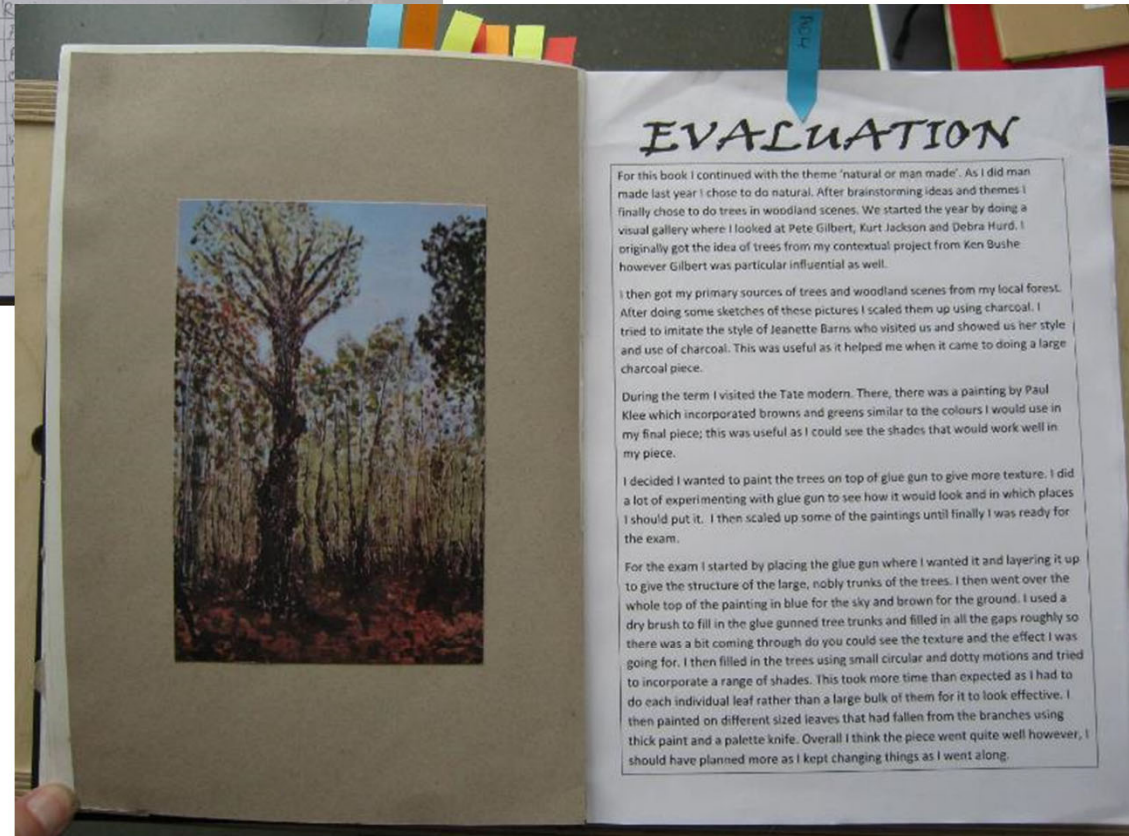 AO4
EVALUATION
For this book I continued with the theme 'natural or man made'. As I did man
made last year I chose to do natural. After brainstorming ideas and themes I
finally chose to do trees in woodland scenes. We started the year by doing a
visual gallery where I looked at Pete Gilbert, Kurt Jackson and Debra Hurd. I
originally got the idea of trees from my contextual project from Ken Bushe
however Gilbert was particular influential as well.
I then got my primary sources of trees and woodland scenes from my local forest.
After doing some sketches of these pictures I scaled them up using charcoal. I
tried to imitate the style of Jeanette Barns who visited us and showed us her style
and use of charcoal. This was useful as it helped me when it came to doing a large
charcoal piece.
During the term I visited the Tate modern. There, there was a painting by Paul
Klee which incorporated browns and greens similar to the colours I would use in
my final piece; this was useful as I could see the shades that would work well in
my piece.
I decided I wanted to paint the trees on top of glue gun to give more texture. I did
a lot of experimenting with glue gun to see how it would look and in which places
I should put it. I then scaled up some of the paintings until finally I was ready for
the exam.
For the exam I started by placing the glue gun where I wanted it and layering it up
to give the structure of the large, nobly trunks of the trees. I then went over the
whole top of the painting in blue for the sky and brown for the ground. I used a
dry brush to fill in the glue gunned tree trunks and filled in all the gaps roughly so
there was a bit coming through do you could see the texture and the effect I was
going for. I then filled in the trees using small circular and dotty motions and tried
to incorporate a range of shades. This took more time than expected as I had to
do each individual leaf rather than a large bulk of them for it to look effective. I
then painted on different sized leaves that had fallen from the branches using
thick paint and a palette knife. Overall I think the piece went quite well however, I
should have planned more as I kept changing things as I went along.